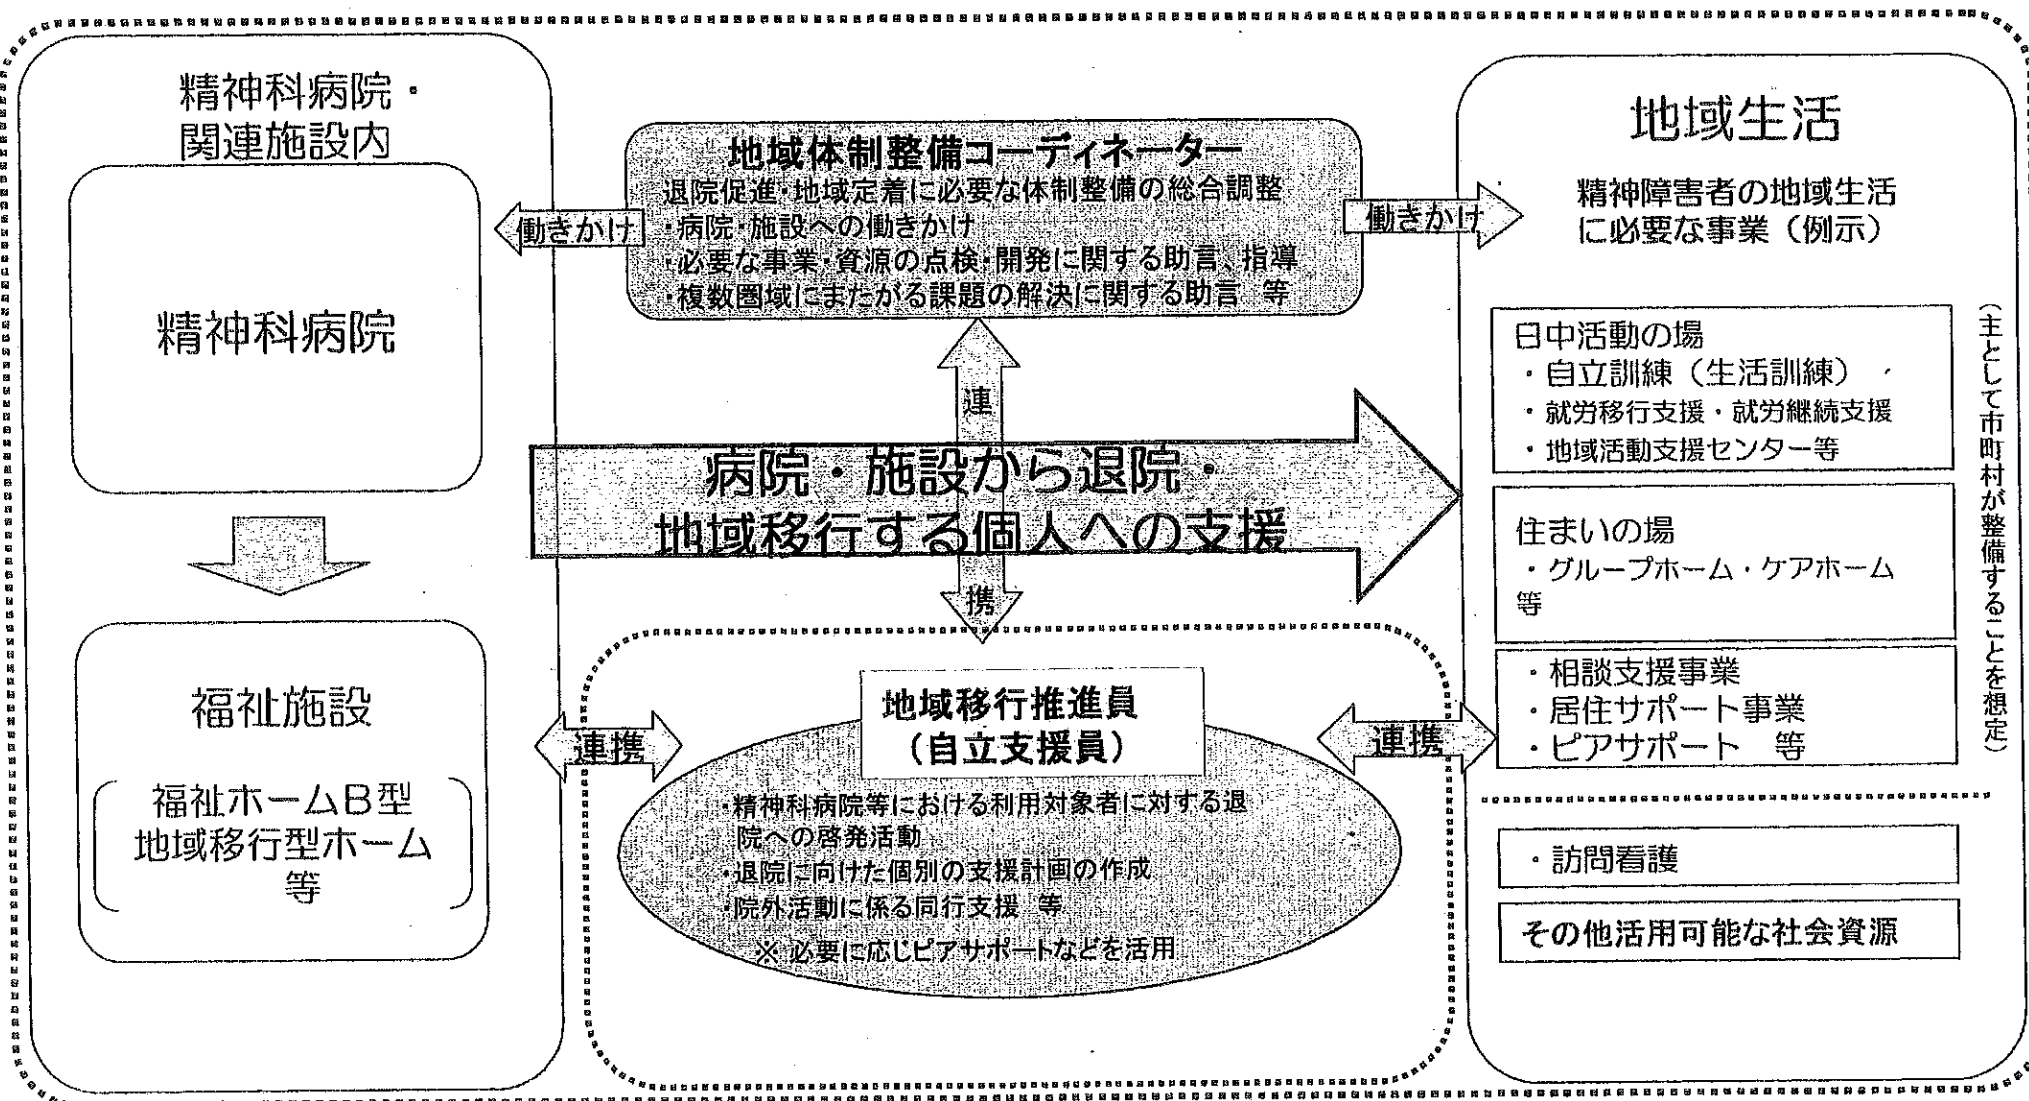 精神科病院・
関連施設内
精神科病院
福祉施設
福祉ホームB型
地域移行型ホーム
等
地域体制整備コーディネーター
退院促進・地域定着に必要な体制整備の総合調整
・病院・施設への働きかけ
・必要な事業・資源の点検・開発に関する助言、指導
・複数圏域にまたがる課題の解決に関する助言 等
働きかけ
働きかけ
連
携
病院・施設から退院・
地域移行する個人への支援
地域移行推進員
（自立支援員）
・精神科病院等における利用対象者に対する退
院への啓発活動
・退院に向けた個別の支援計画の作成
・院外活動に係る同行支援 等
※ 必要に応じピアサポートなどを活用
連携
連携
地域生活
精神障害者の地域生活
に必要な事業（例示）
日中活動の場
・自立訓練（生活訓練）
・就労移行支援・就労継続支援
・地域活動支援センター等
住まいの場
・グループホーム・ケアホーム
等
・相談支援事業
・居住サポート事業
・ピアサポート 等
（主として市町村が整備することを想定）
・訪問看護
その他活用可能な社会資源